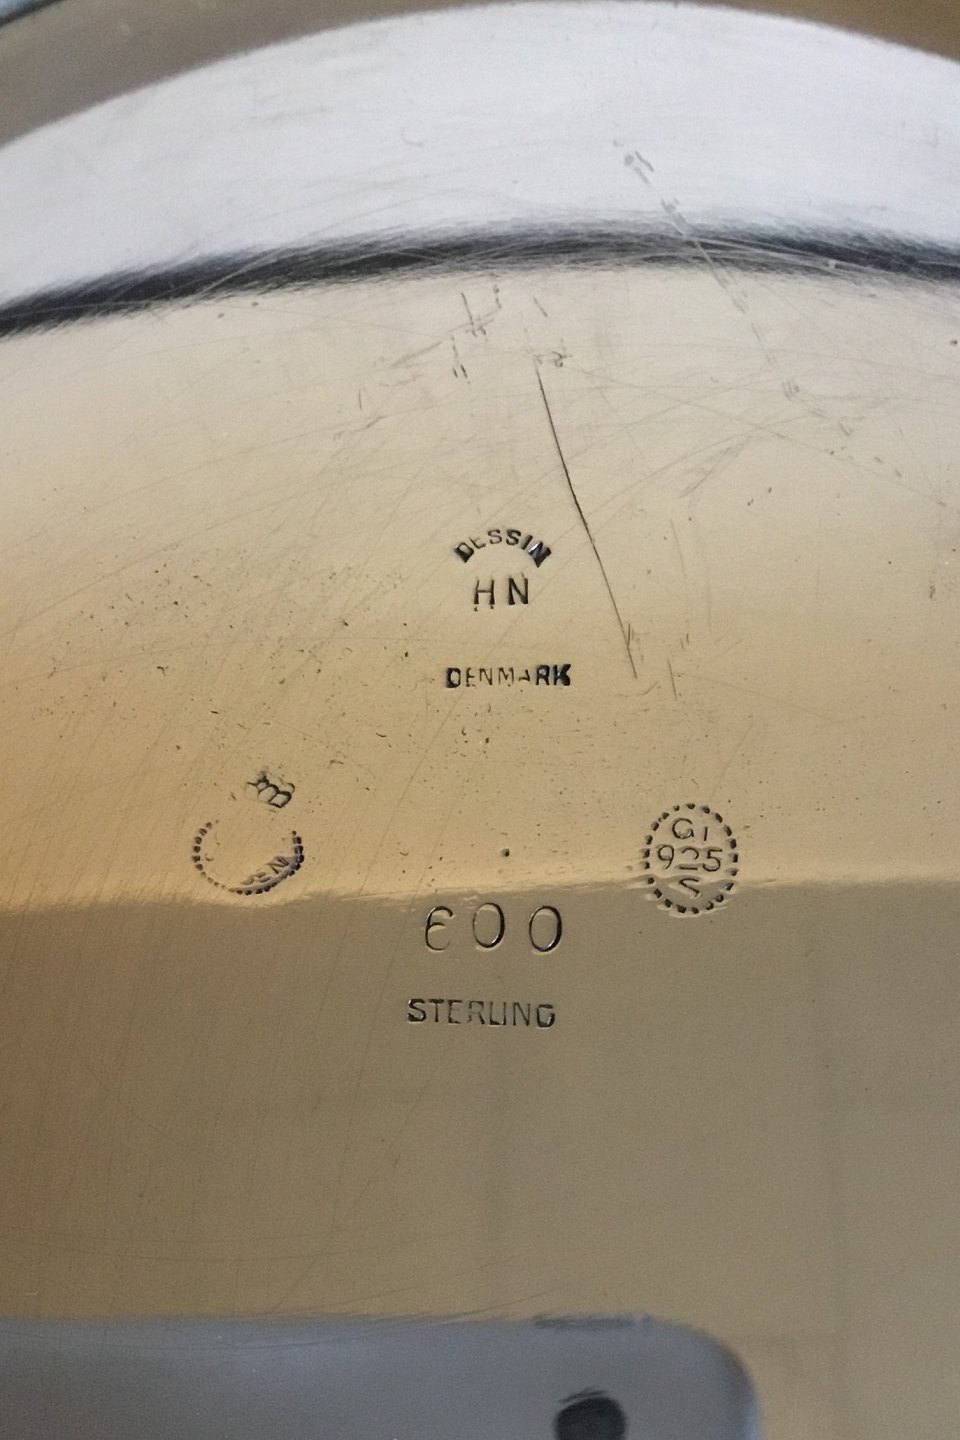 DESSIN
HN
DENMARK
GI
925
S
600
STERLING